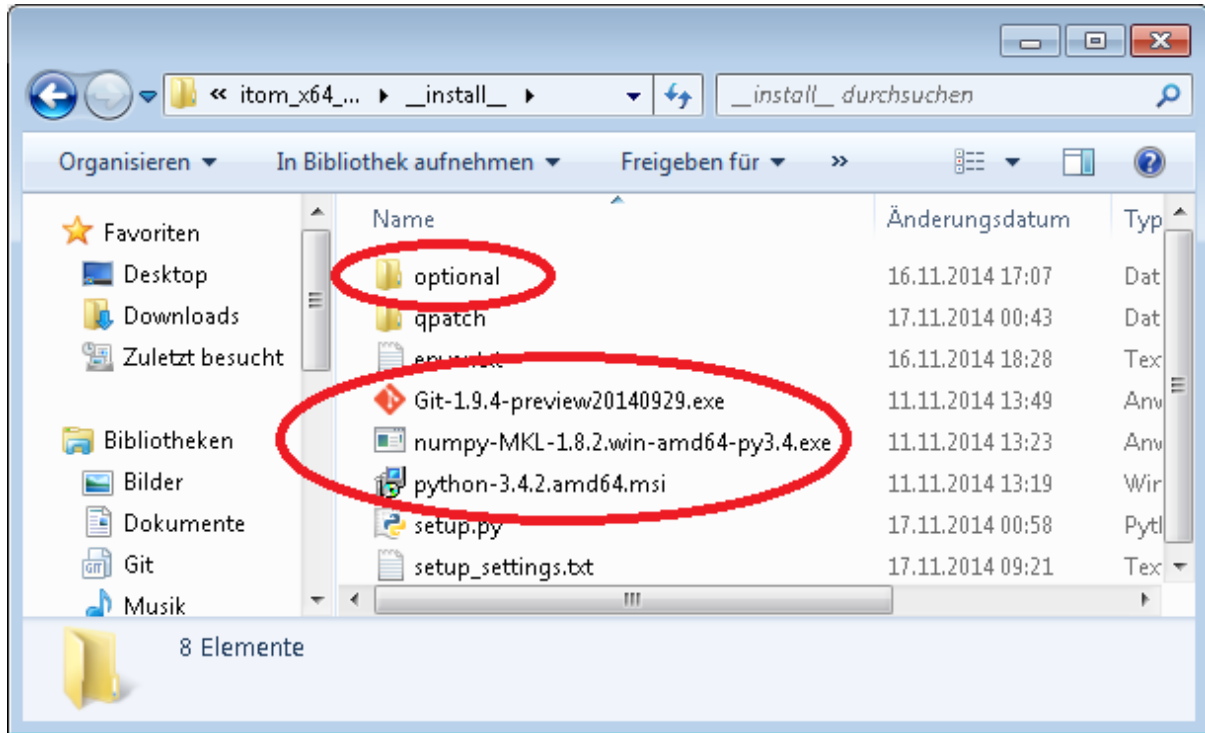 « itom_x64_... ▸ __install__ ▸
__install__ durchsuchen
Organisieren
In Bibliothek aufnehmen
Freigeben für
»
Name
Änderungsdatum
Typ
Favoriten
Desktop
Downloads
Zuletzt besucht
Bibliotheken
Bilder
Dokumente
Git
Musik
optional 16.11.2014 17:07 Dat
qpatch 17.11.2014 00:43 Dat
16.11.2014 18:28 Tex
Git-1.9.4-preview20140929.exe 11.11.2014 13:49 Anw
numpy-MKL-1.8.2.win-amd64-py3.4.exe 11.11.2014 13:23 Anw
python-3.4.2.amd64.msi 11.11.2014 13:19 Wir
setup.py 17.11.2014 00:58 Pytl
setup_settings.txt 17.11.2014 09:21 Tex
8 Elemente